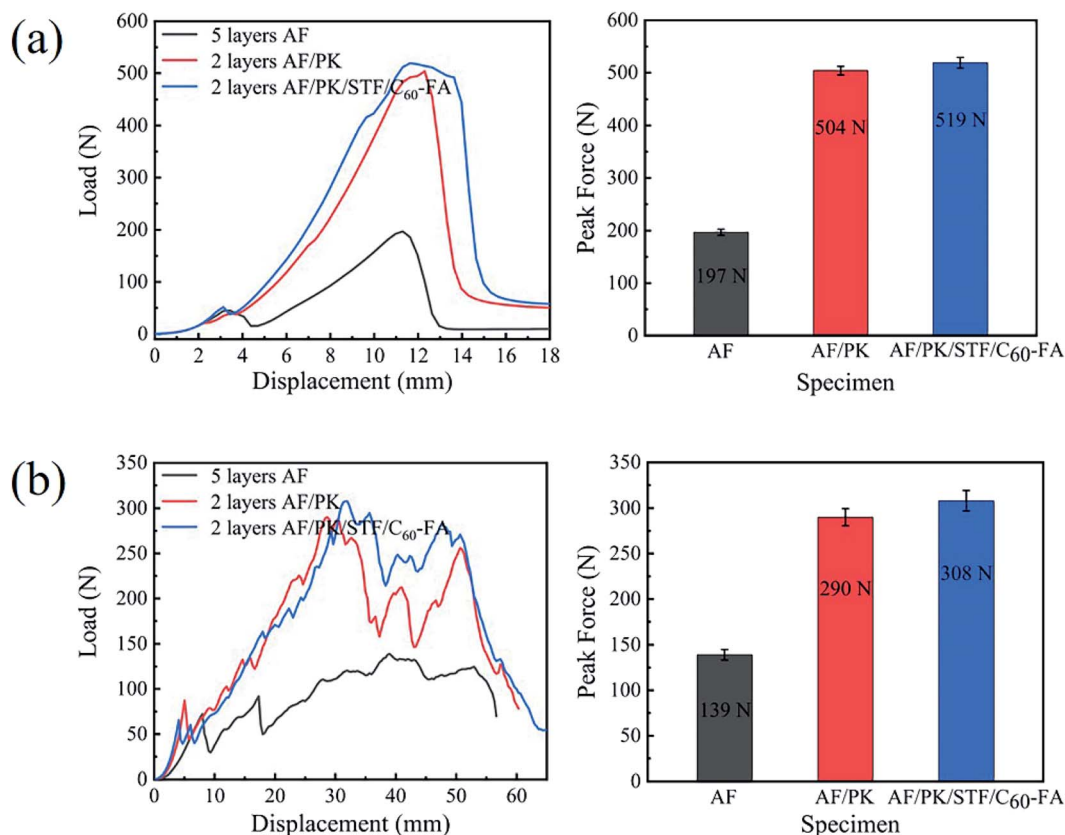 (a)
5 layers AF
2 layers AF/PK
2 layers AF/PK/STF/C60-FA
Load (N)
600
500
400
300
200
100
0
0 2 4 6 8 10 12 14 16 18
Displacement (mm)
Peak Force (N)
600
500
400
300
200
100
0
197 N
504 N
519 N
AF AF/PK AF/PK/STF/C60-FA
Specimen
(b)
5 layers AF
2 layers AF/PK
2 layers AF/PK/STF/C60-FA
Load (N)
350
300
250
200
150
100
50
0
0 10 20 30 40 50 60
Displacement (mm)
Peak Force (N)
350
300
250
200
150
100
50
0
139 N
290 N
308 N
AF AF/PK AF/PK/STF/C60-FA
Specimen